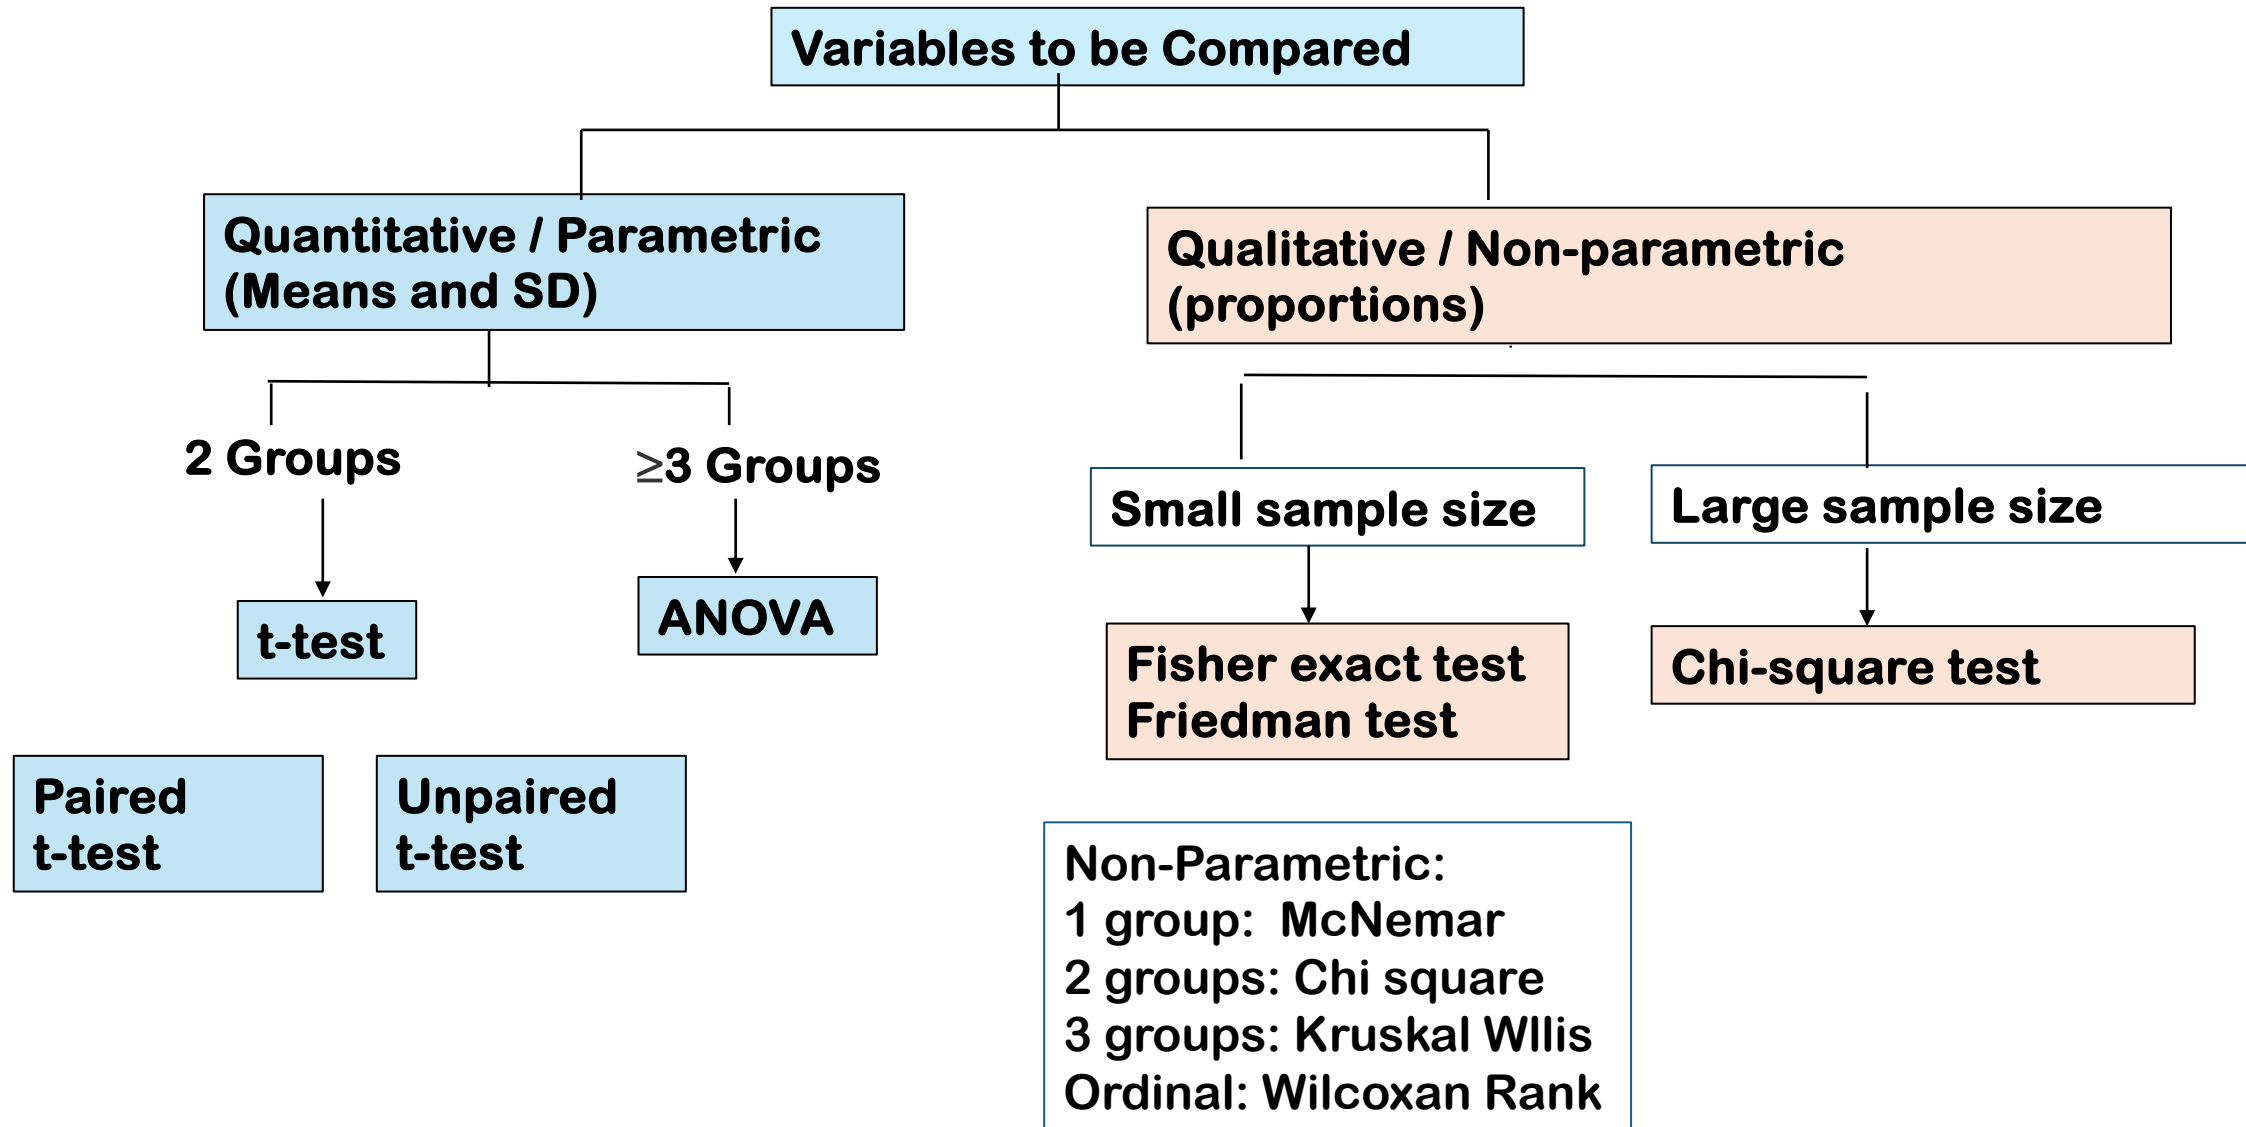 Variables to be Compared
Quantitative / Parametric
(Means and SD)
Qualitative / Non-parametric
(proportions)
2 Groups
≥3 Groups
Small sample size
Large sample size
t-test
ANOVA
Fisher exact test
Friedman test
Chi-square test
Paired
t-test
Unpaired
t-test
Non-Parametric:
1 group: McNemar
2 groups: Chi square
3 groups: Kruskal Wllis
Ordinal: Wilcoxan Rank